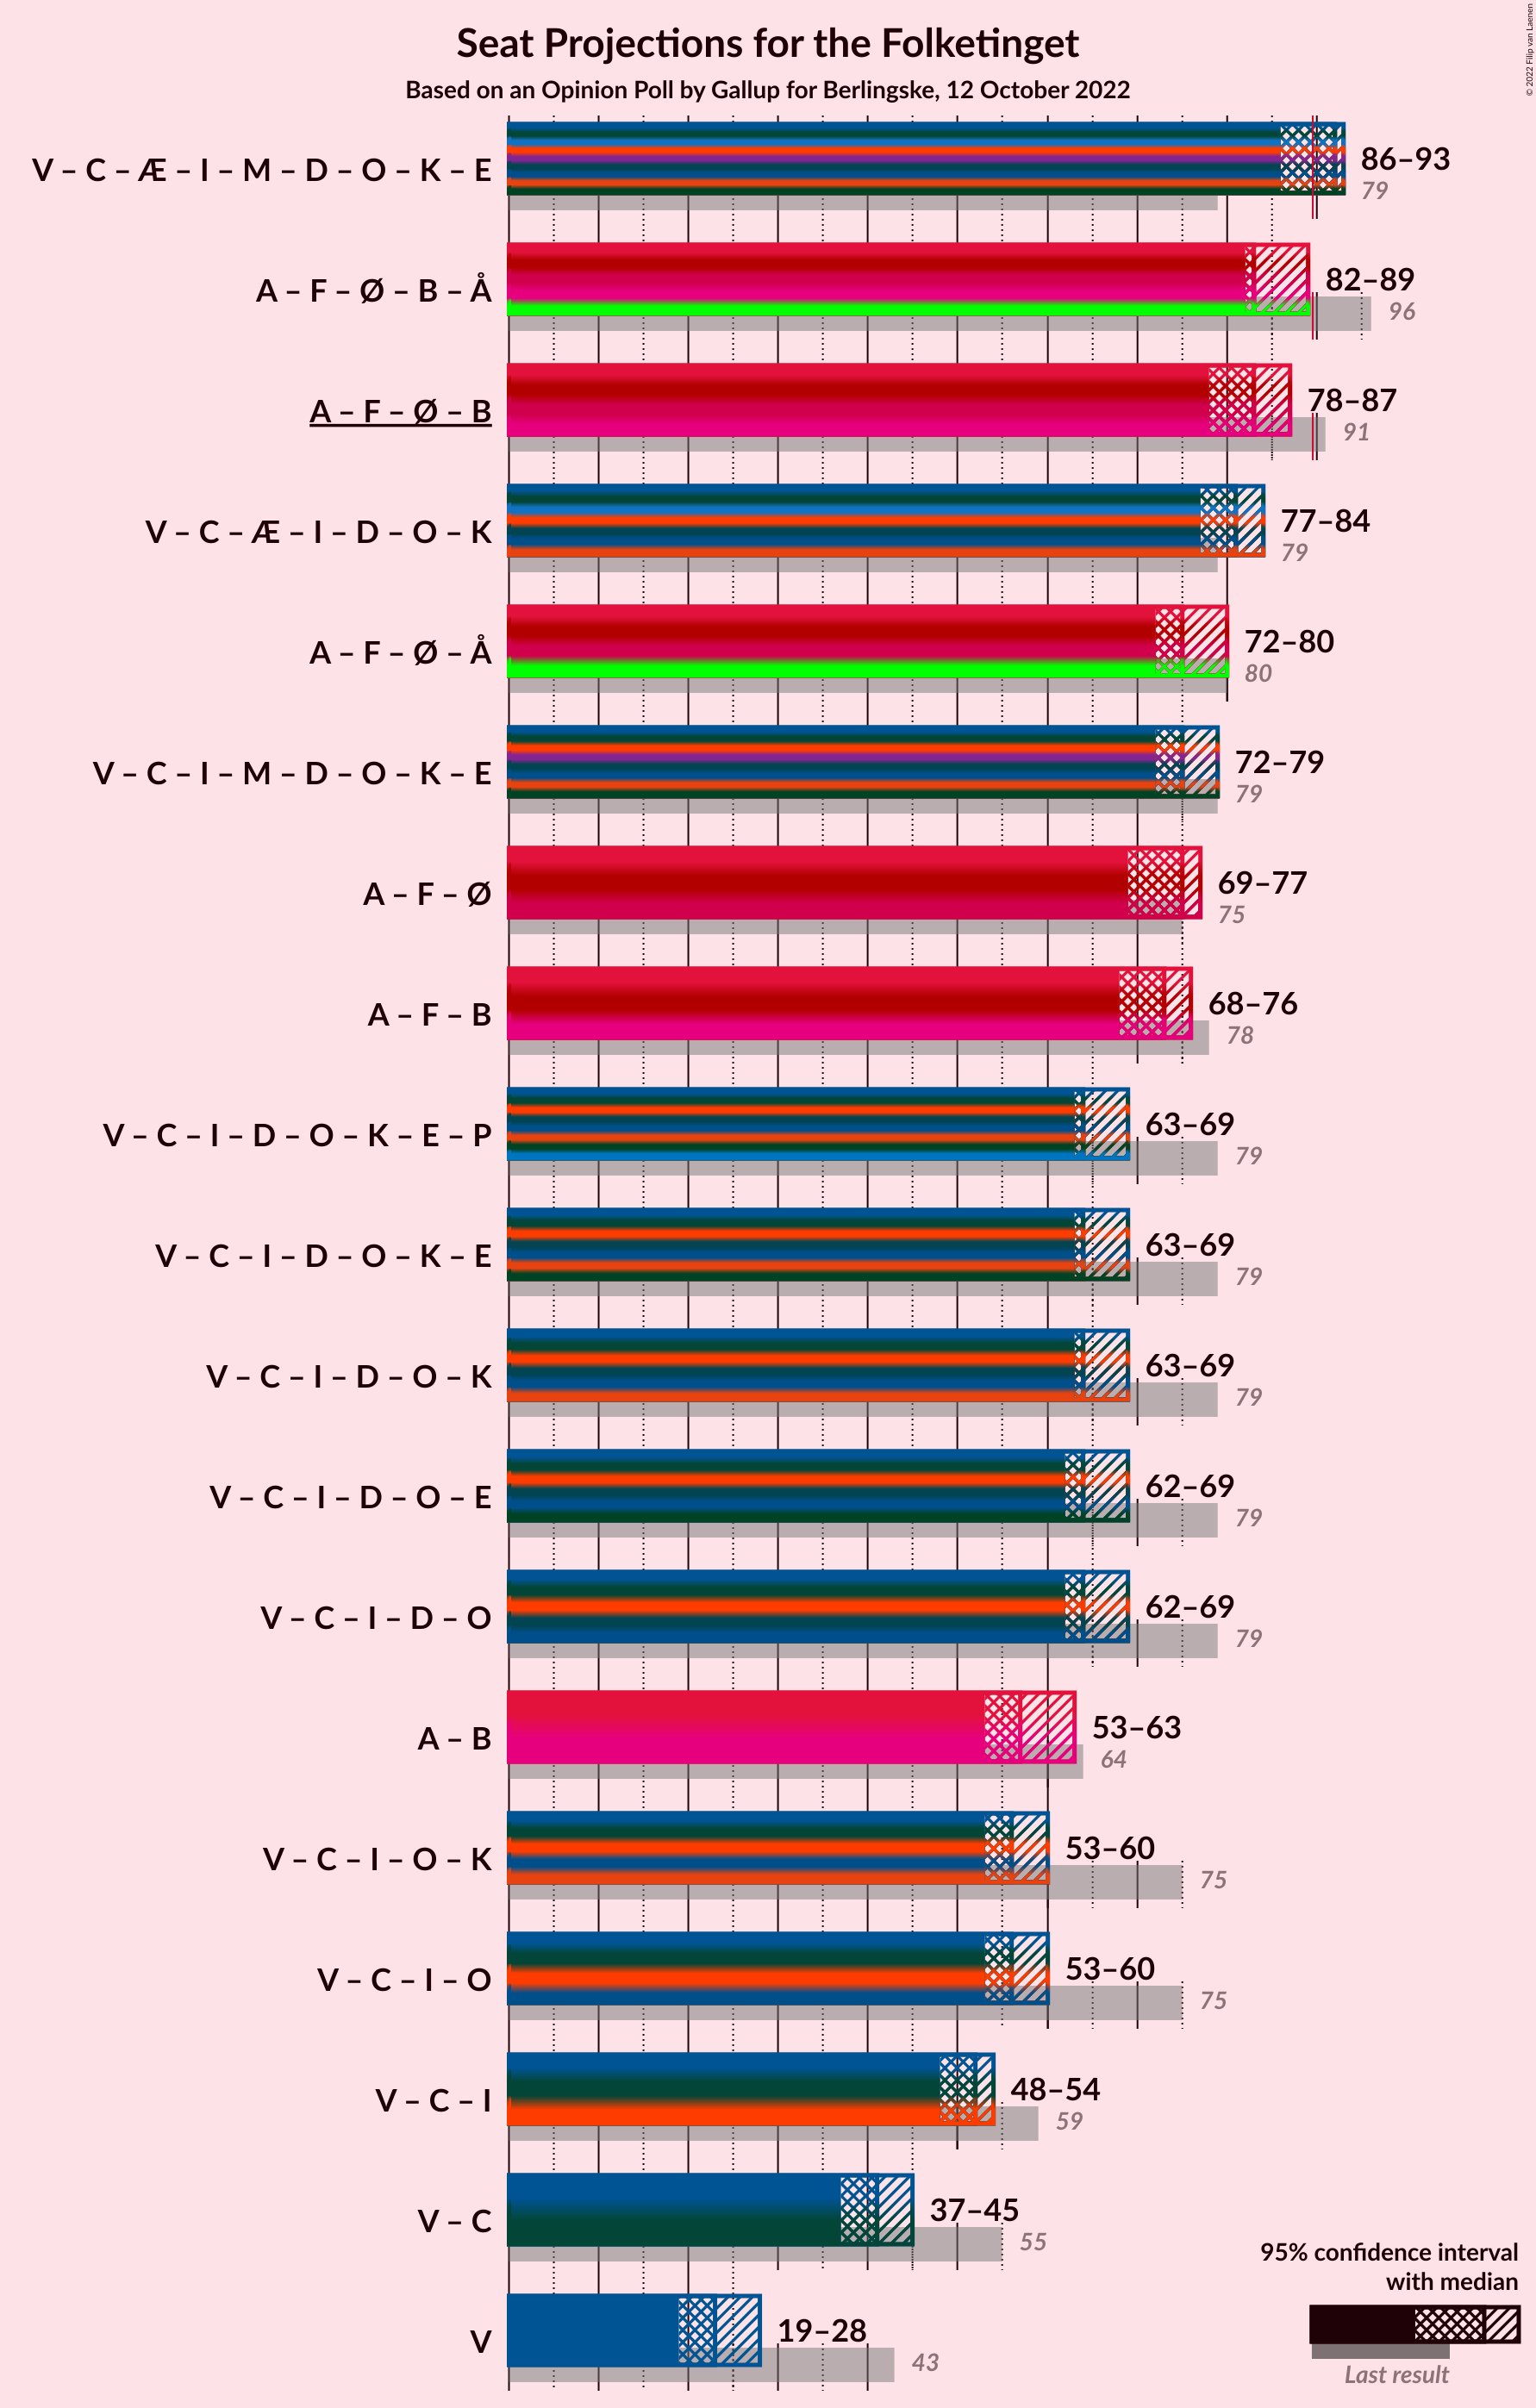 Seat Projections for the Folketinget
Based on an Opinion Poll by Gallup for Berlingske, 12 October 2022
© 2022 Filip van Laenen
V – C – Æ – I – M – D – O – K – E
86–93
79
A – F – Ø – B – Å
82–89
96
A – F – Ø – B
78–87
91
V – C – Æ – I – D – O – K
77–84
79
A – F – Ø – Å
72–80
80
V – C – I – M – D – O – K – E
72–79
79
A – F – Ø
69–77
75
A – F – B
68–76
78
V – C – I – D – O – K – E – P
63–69
79
V – C – I – D – O – K – E
63–69
79
V – C – I – D – O – K
63–69
79
V – C – I – D – O – E
62–69
79
V – C – I – D – O
62–69
79
A – B
53–63
64
V – C – I – O – K
53–60
75
V – C – I – O
53–60
75
V – C – I
48–54
59
V – C
37–45
55
V
19–28
43
95% confidence interval
with median
Last result